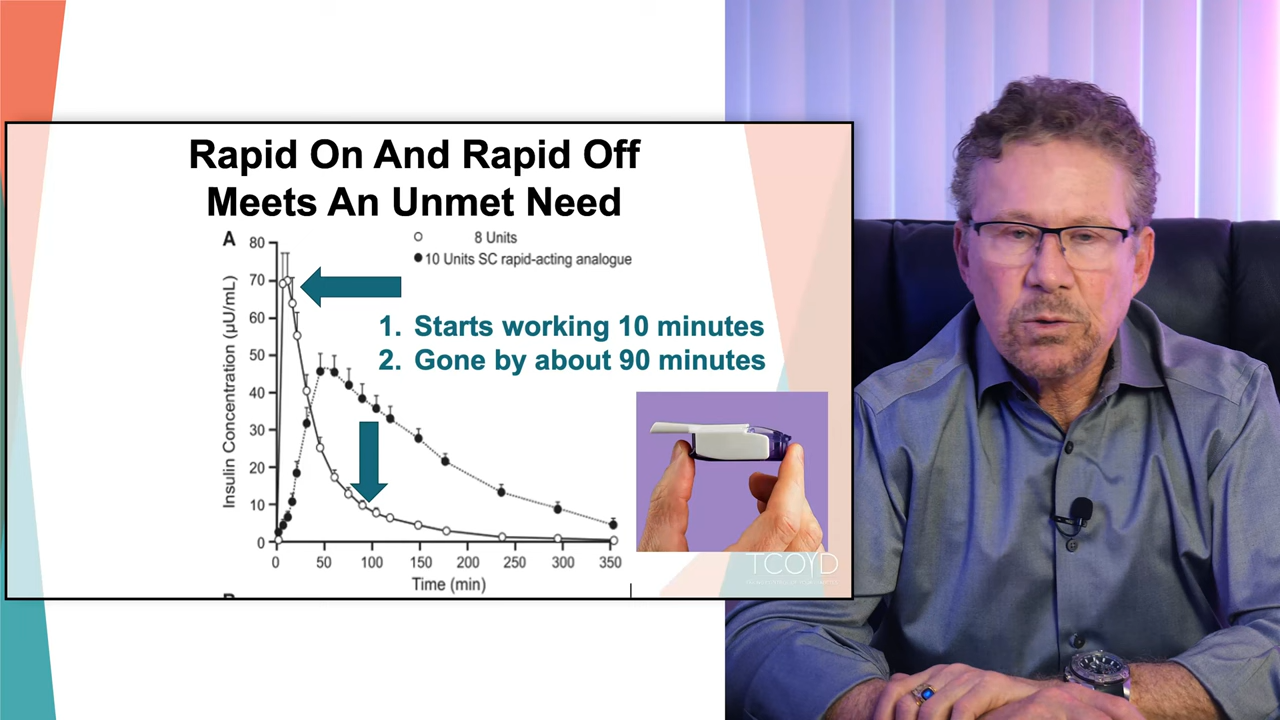 Rapid On And Rapid Off
Meets An Unmet Need
A
8 Units
10 Units SC rapid-acting analogue
Insulin Concentration (µU/mL)
80
70
60
50
40
30
20
10
0
1. Starts working 10 minutes
2. Gone by about 90 minutes
0 50 100 150 200 250 300 350
Time (min)
TCOYD